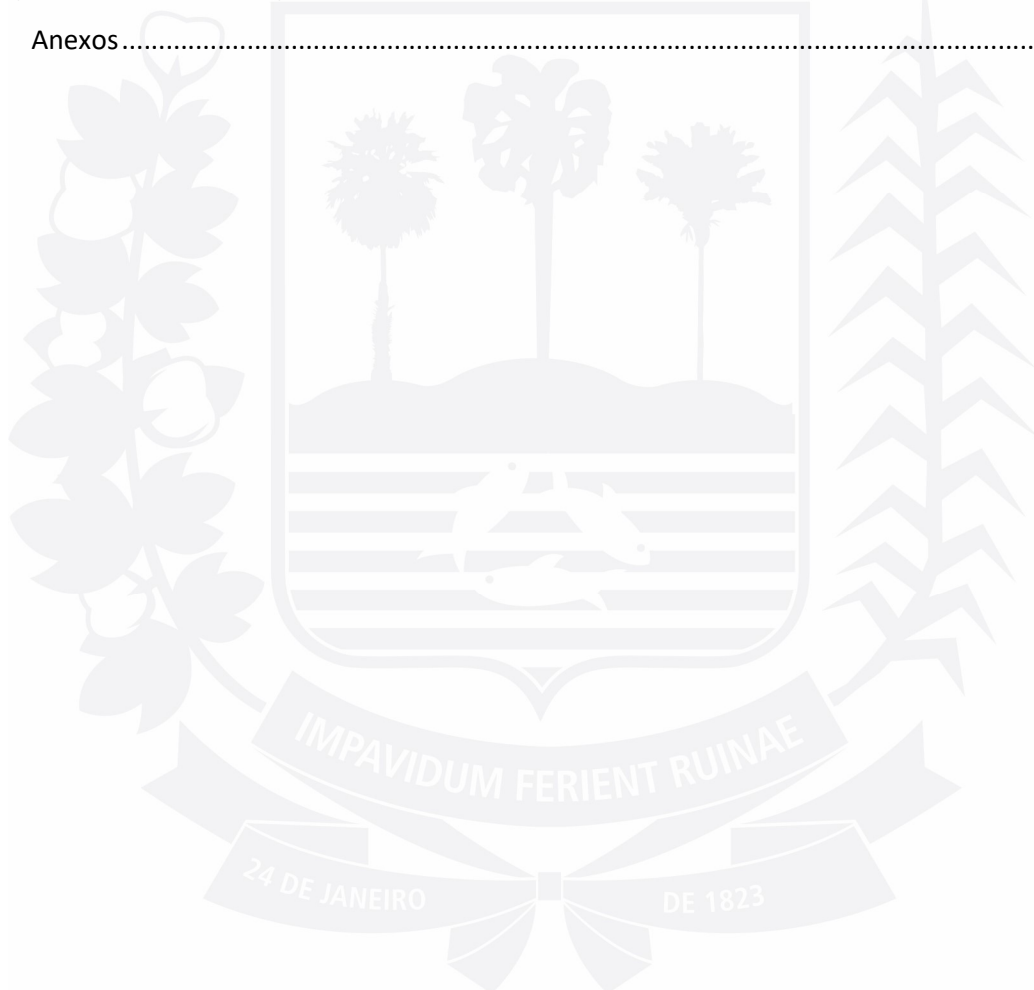 Anexos....................................................................................................................................
IMPAVIDUM FERIENT RUINAE
24 DE JANEIRO DE 1823